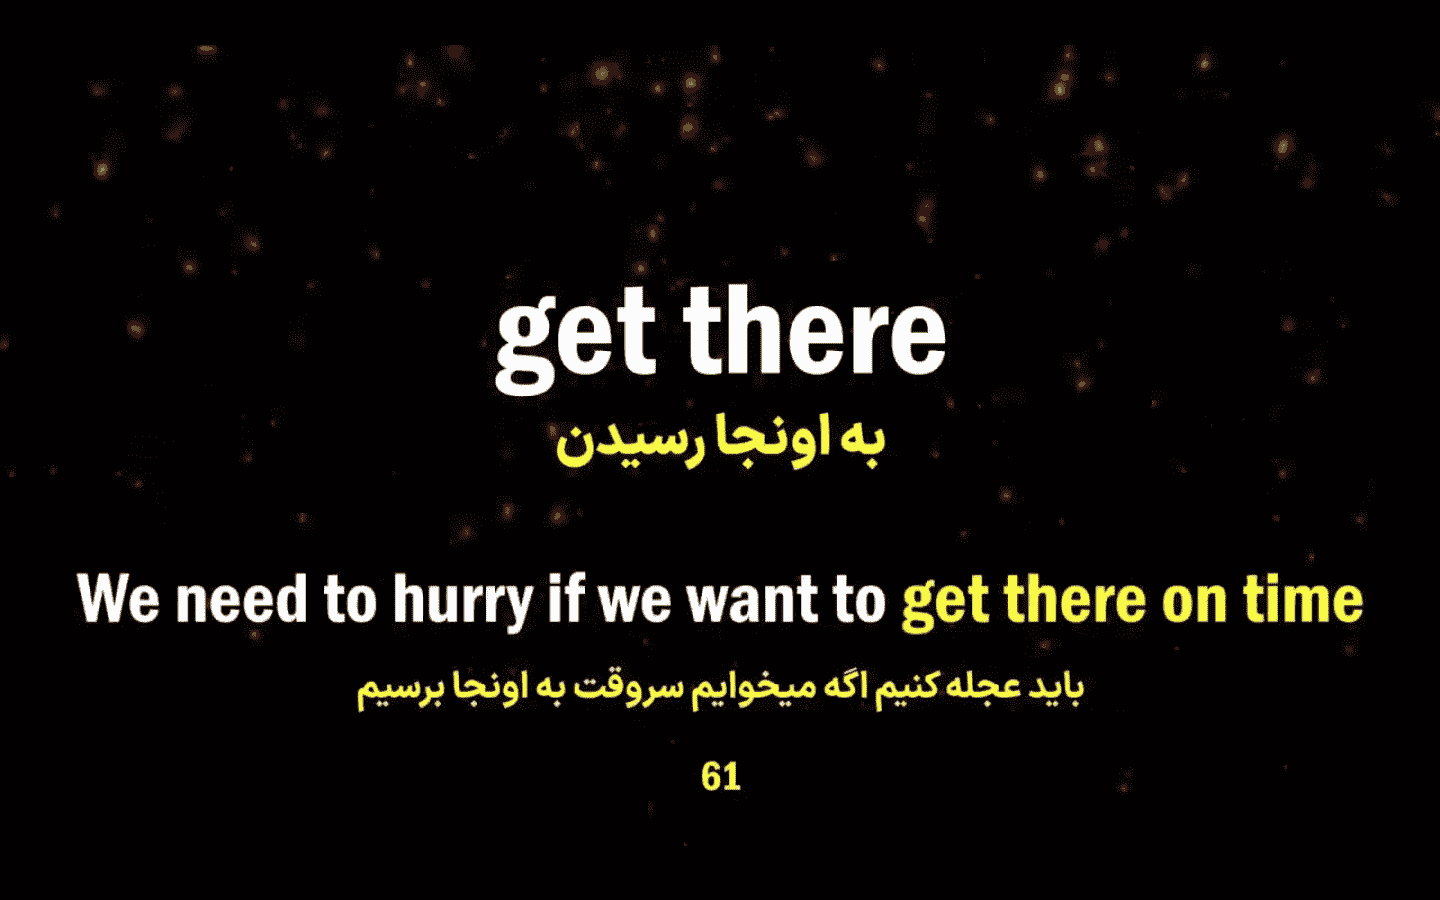 get there
به اونجا رسیدن
We need to hurry if we want to get there on time
باید عجله کنیم اگه میخوایم سروقت به اونجا برسیم
61